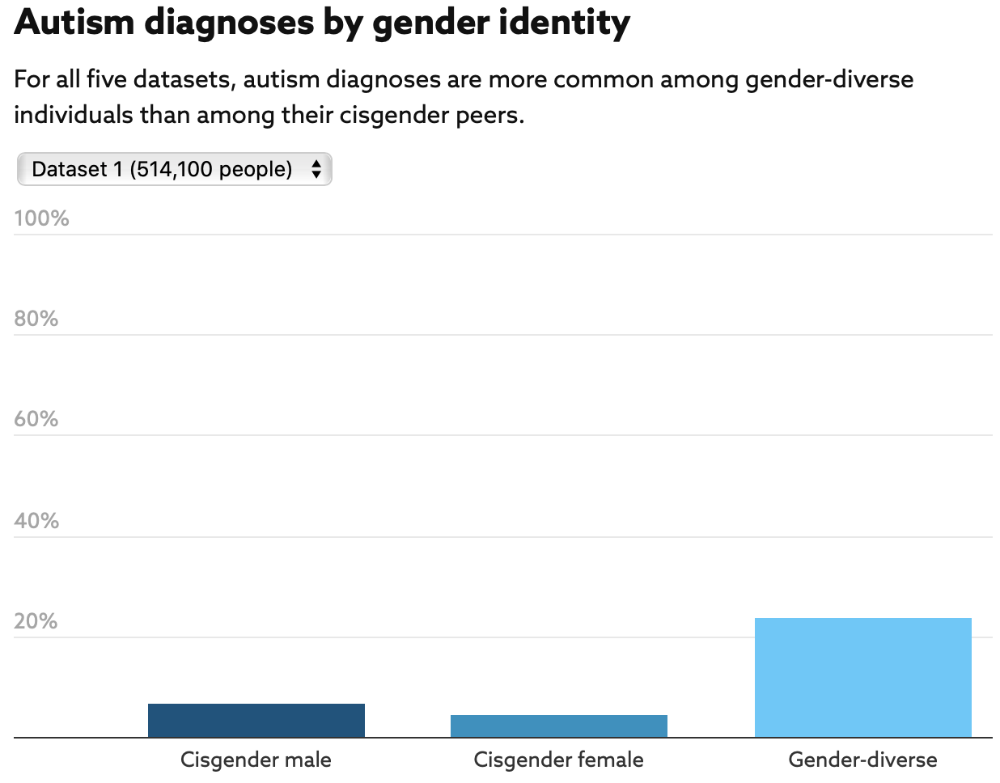 Autism diagnoses by gender identity
For all five datasets, autism diagnoses are more common among gender-diverse
individuals than among their cisgender peers.
Dataset 1 (514,100 people)
100%
80%
60%
40%
20%
Cisgender male
Cisgender female
Gender-diverse